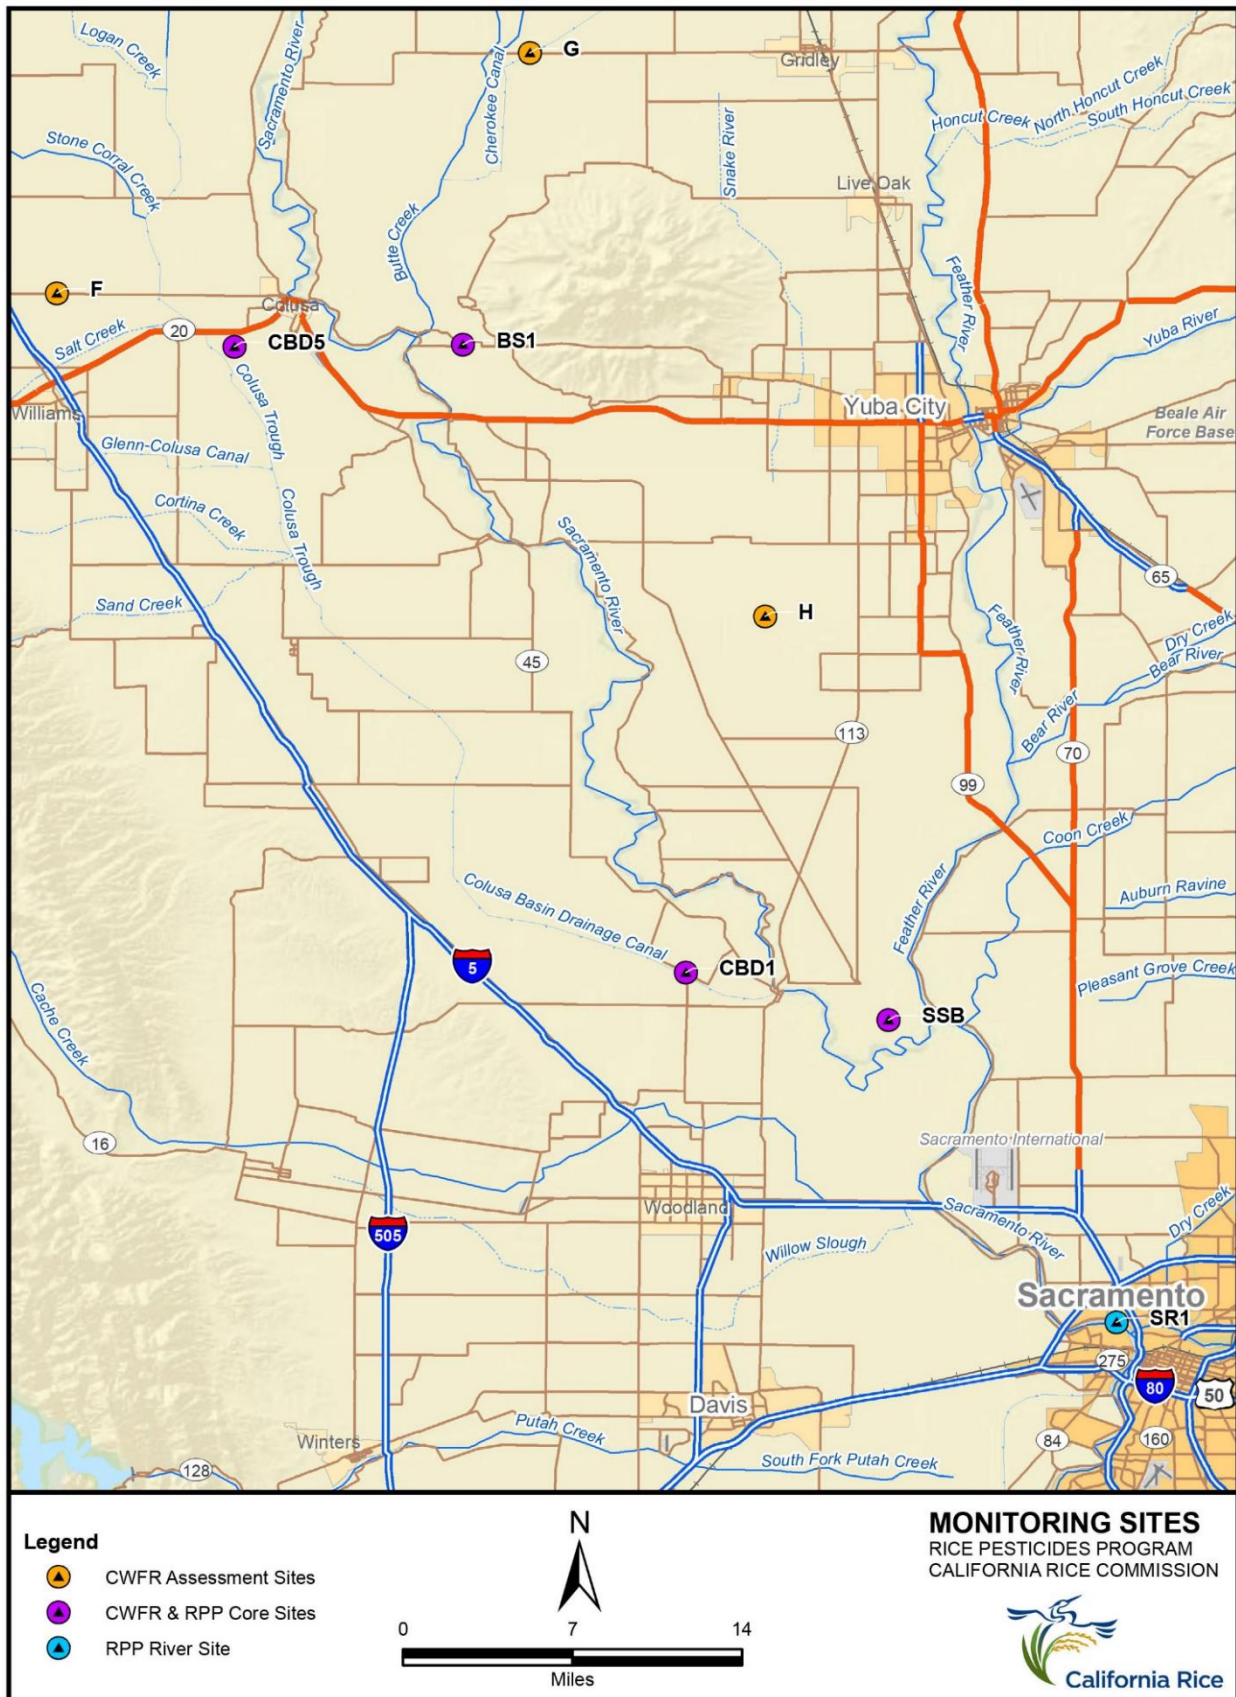 Logan Creek
Sacramento River
Cherokee Canal
G
Gridley
North Honcut Creek
South Honcut Creek
Honcut Creek
Stone Corral Creek
Snake River
Live Oak
Butte Creek
F
Colusa
Feather River
Salt Creek
20
CBD5
BS1
Yuba River
Williams
Colusa Trough
Yuba City
Beale Air
Force Base
Glenn-Colusa Canal
Cortina Creek
Colusa Trough
Sacramento River
65
Sand Creek
H
Feather River
Dry Creek
Bear River
45
Bear River
113
70
99
Coon Creek
Colusa Basin Drainage Canal
Auburn Ravine
Feather River
5
CBD1
Pleasant Grove Creek
Cache Creek
SSB
16
Sacramento International
Woodland
Sacramento River
Dry Creek
505
Willow Slough
Sacramento
SR1
275
80
50
Davis
Winters
Putah Creek
84
160
128
South Fork Putah Creek
Legend
CWFR Assessment Sites
CWFR & RPP Core Sites
RPP River Site
N
0 7 14
Miles
MONITORING SITES
RICE PESTICIDES PROGRAM
CALIFORNIA RICE COMMISSION
California Rice